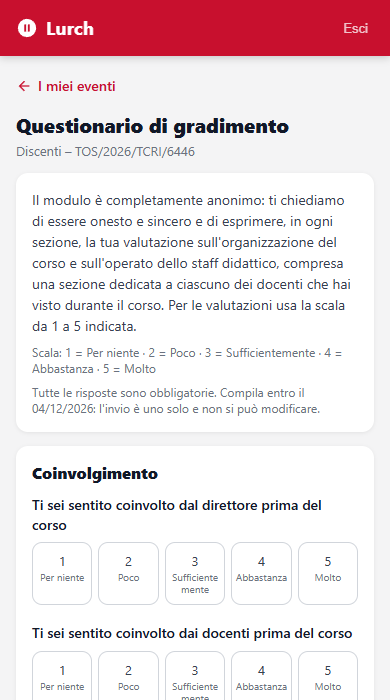 Lurch
Esci
← I miei eventi
Questionario di gradimento
Discenti – TOS/2026/TCRI/6446
Il modulo è completamente anonimo: ti chiediamo
di essere onesto e sincero e di esprimere, in ogni
sezione, la tua valutazione sull'organizzazione del
corso e sull'operato dello staff didattico, compresa
una sezione dedicata a ciascuno dei docenti che hai
visto durante il corso. Per le valutazioni usa la scala
da 1 a 5 indicata.
Scala: 1 = Per niente · 2 = Poco · 3 = Sufficientemente · 4 =
Abbastanza · 5 = Molto
Tutte le risposte sono obbligatorie. Compila entro il
04/12/2026: l'invio è uno solo e non si può modificare.
Coinvolgimento
Ti sei sentito coinvolto dal direttore prima del
corso
1 2 3 4 5
Per niente Poco Sufficiente Abbastanza Molto
mente
Ti sei sentito coinvolto dai docenti prima del corso
1 2 3 4 5
Per niente Poco Sufficiente Abbastanza Molto
mente